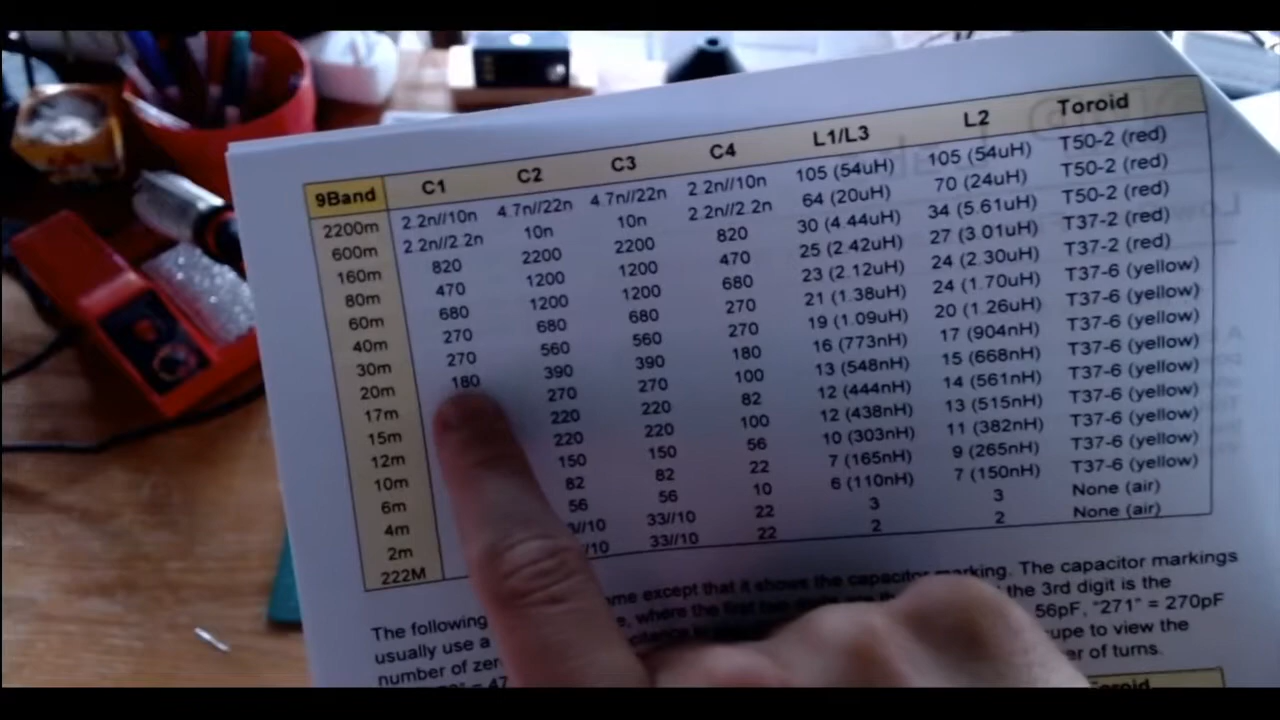 9Band C1 C2 C3 C4 L1/L3 L2 Toroid
2200m 2.2n//10n 4.7n//22n 4.7n//22n 2.2n//10n 105 (54uH) 105 (54uH) T50-2 (red)
600m 2.2n//2.2n 10n 10n 2.2n//2.2n 64 (20uH) 70 (24uH) T50-2 (red)
160m 820 2200 2200 820 30 (4.44uH) 34 (5.61uH) T50-2 (red)
80m 470 1200 1200 470 25 (2.42uH) 27 (3.01uH) T37-2 (red)
60m 680 1200 1200 680 23 (2.12uH) 24 (2.30uH) T37-2 (red)
40m 270 680 680 270 21 (1.38uH) 24 (1.70uH) T37-6 (yellow)
30m 270 560 560 270 19 (1.09uH) 20 (1.26uH) T37-6 (yellow)
20m 180 390 390 180 16 (773nH) 17 (904nH) T37-6 (yellow)
17m 270 270 100 13 (548nH) 15 (668nH) T37-6 (yellow)
15m 220 220 82 12 (444nH) 14 (561nH) T37-6 (yellow)
12m 220 220 100 12 (438nH) 13 (515nH) T37-6 (yellow)
10m 150 150 56 10 (303nH) 11 (382nH) T37-6 (yellow)
6m 82 82 22 7 (165nH) 9 (265nH) T37-6 (yellow)
4m 56 56 10 6 (110nH) 7 (150nH) T37-6 (yellow)
2m //10 33//10 22 3 3 None (air)
222M /10 33//10 22 2 2 None (air)
The following me except that it shows the capacitor marking. The capacitor markings
usually use a where the first the 3rd digit is the
number of zer 56pF, "271" = 270pF
= 47 upe to view the
er of turns.
Toroid